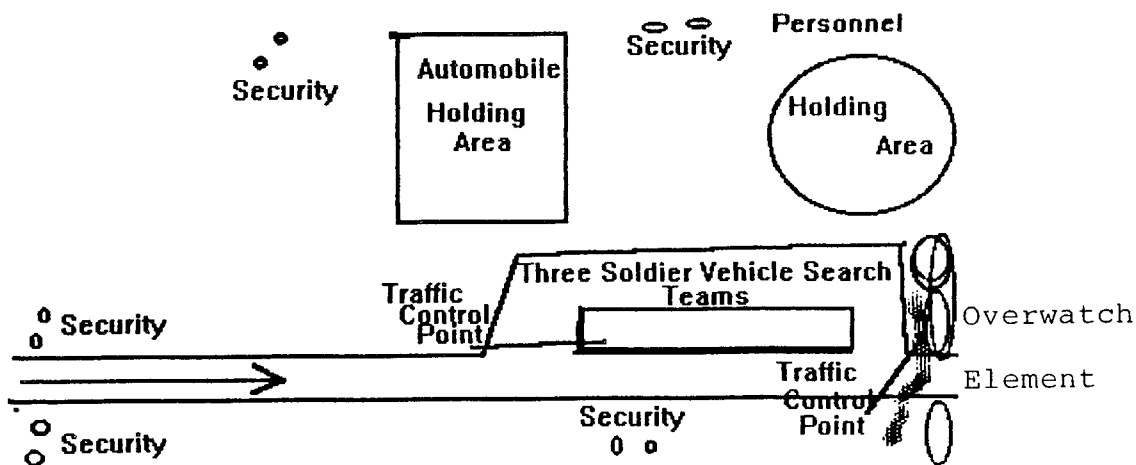 Security
Automobile
Holding
Area
Security
Personnel
Holding
Area
Three Soldier Vehicle Search
Teams
Traffic
Control
Point
Security
Overwatch
Element
Traffic
Control
Point
Security
Security